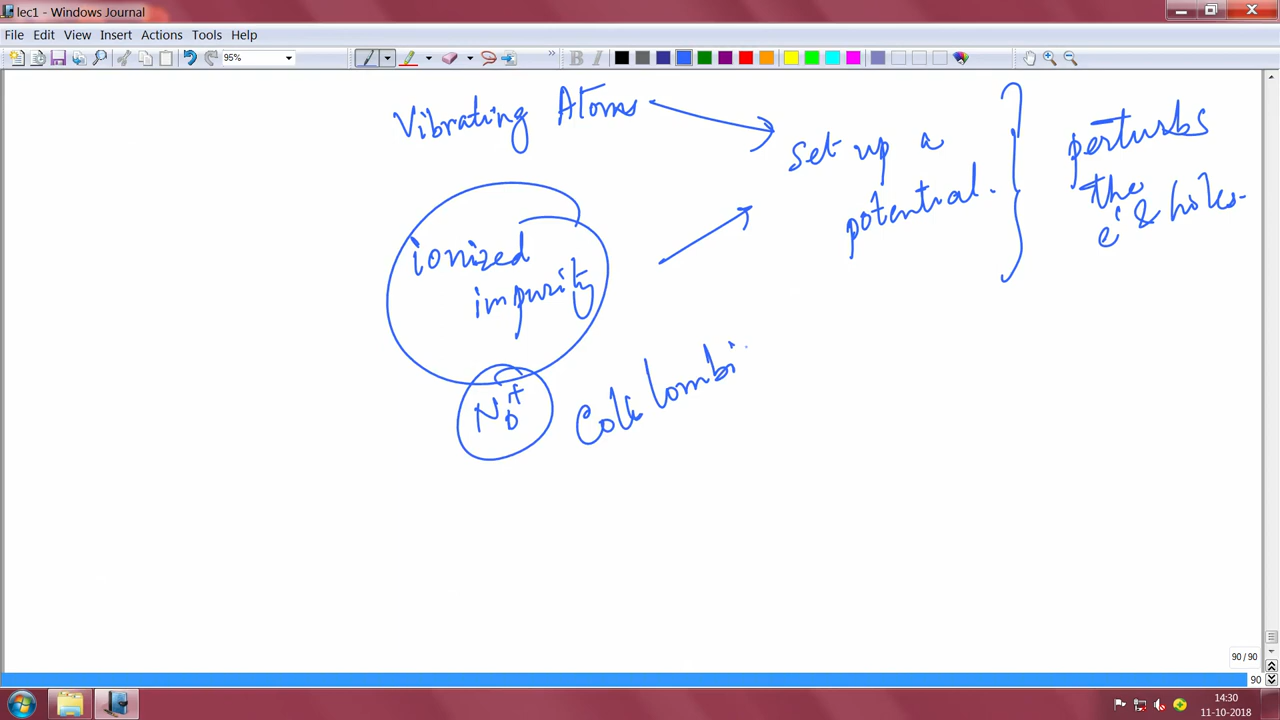 lec1 - Windows Journal
File Edit View Insert Actions Tools Help
95%
Vibrating Atoms
set up a
potential.
perturbs
the
e⁻ & holes.
ionized
impurity
N_D^+
90 / 90
90
14:30
11-10-2018